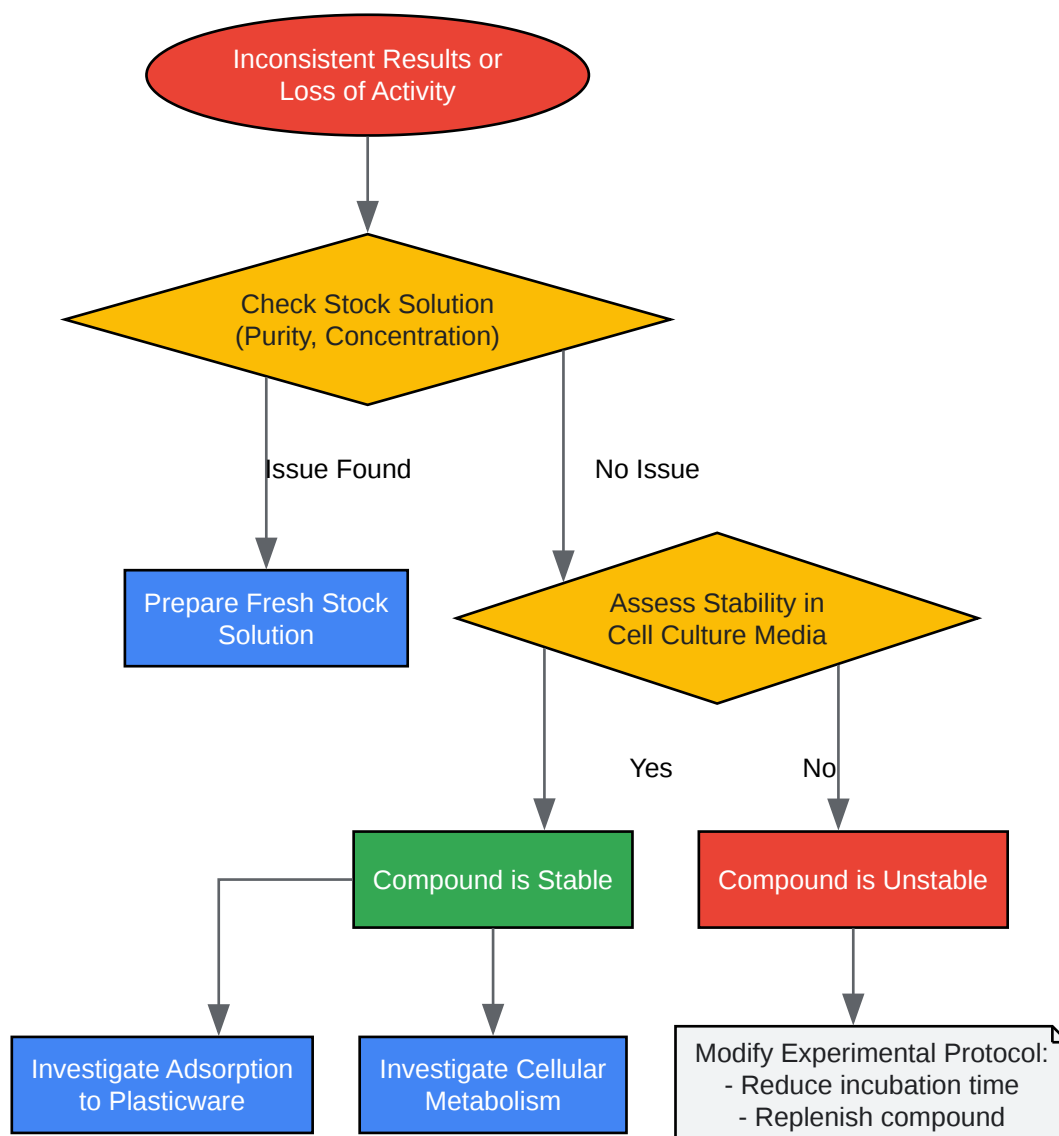 Inconsistent Results or
Loss of Activity
Check Stock Solution
(Purity, Concentration)
Issue Found
No Issue
Prepare Fresh Stock
Solution
Assess Stability in
Cell Culture Media
Yes
No
Compound is Stable
Compound is Unstable
Investigate Adsorption
to Plasticware
Investigate Cellular
Metabolism
Modify Experimental Protocol:
- Reduce incubation time
- Replenish compound